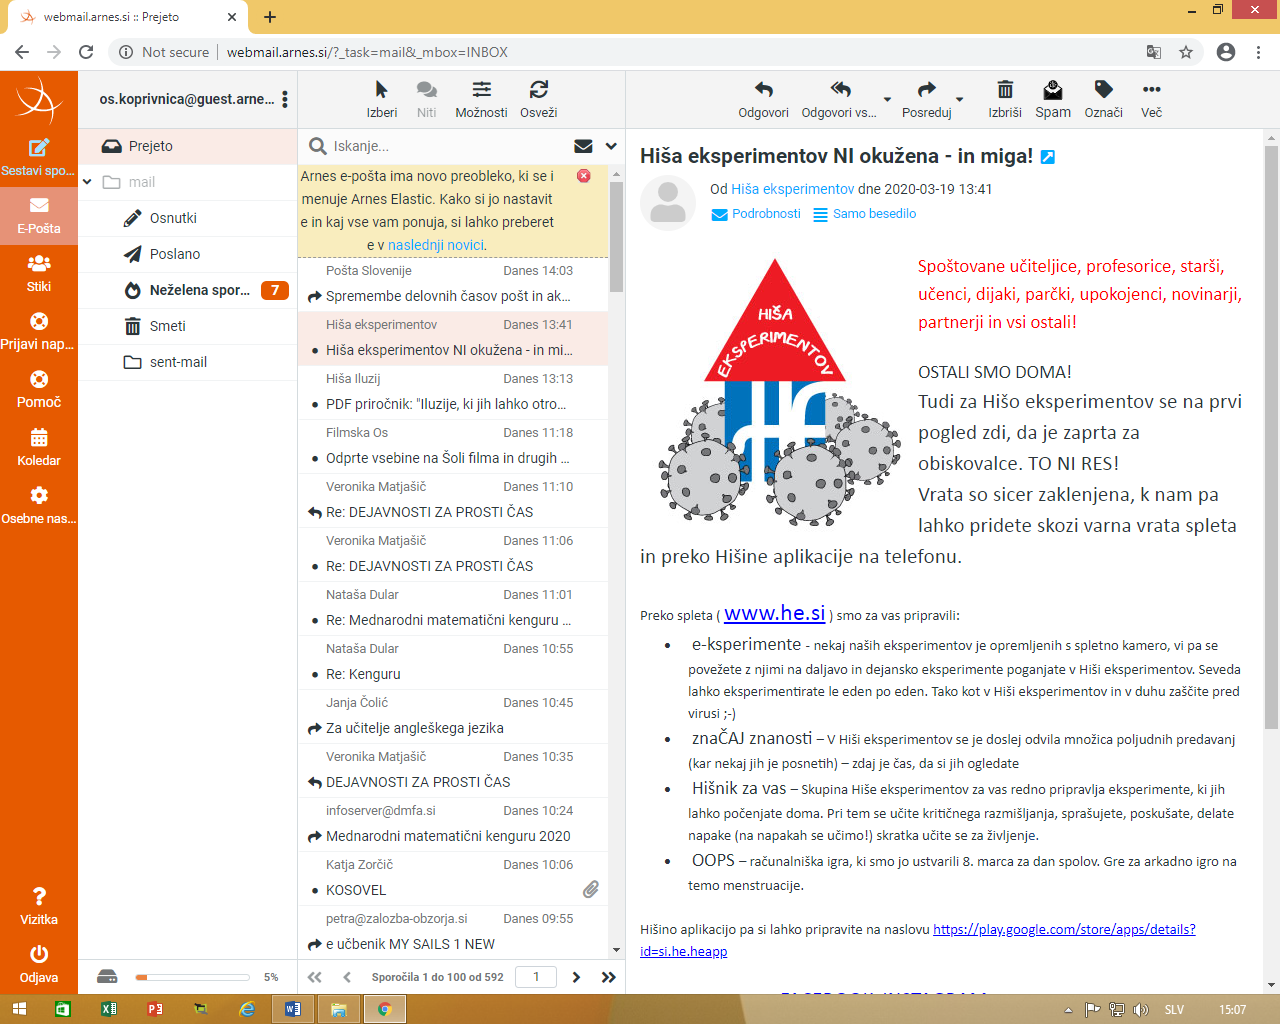 webmail.arnes.si :: Prejeto
Not secure
webmail.arnes.si/?_task=mail&_mbox=INBOX
os.koprivnica@guest.arne...
Izberi
Niti
Možnosti
Osveži
Odgovori
Odgovori vs...
Posreduj
Izbriši
Spam
Označi
Več
Sestavi spo...
E-Pošta
Stiki
Prijavi nap...
Pomoč
Koledar
Osebne nas...
Vizitka
Odjava
Prejeto
mail
Osnutki
Poslano
Neželena spor...
7
Smeti
sent-mail
5%
Iskanje...
Arnes e-pošta ima novo preobleko, ki se i
menuje Arnes Elastic. Kako si jo nastavit
e in kaj vse vam ponuja, si lahko preberet
e v naslednji novici.
Pošta Slovenije Danes 14:03
Spremembe delovnih časov pošt in ak...
Hiša eksperimentov Danes 13:41
Hiša eksperimentov NI okužena - in mi...
Hiša Iluzij Danes 13:13
PDF priročnik: "Iluzije, ki jih lahko otro...
Filmska Os Danes 11:18
Odprte vsebine na Šoli filma in drugih ...
Veronika Matjašič Danes 11:10
Re: DEJAVNOSTI ZA PROSTI ČAS
Veronika Matjašič Danes 11:06
Re: DEJAVNOSTI ZA PROSTI ČAS
Nataša Dular Danes 11:01
Re: Mednarodni matematični kenguru ...
Nataša Dular Danes 10:55
Re: Kenguru
Janja Čolić Danes 10:45
Za učitelje angleškega jezika
Veronika Matjašič Danes 10:35
DEJAVNOSTI ZA PROSTI ČAS
infoserver@dmfa.si Danes 10:24
Mednarodni matematični kenguru 2020
Katja Zorčič Danes 10:06
KOSOVEL
petra@zalozba-obzorja.si Danes 09:55
e učbenik MY SAILS 1 NEW
Sporočila 1 do 100 od 592
1
Hiša eksperimentov NI okužena - in miga!
Od Hiša eksperimentov dne 2020-03-19 13:41
Podrobnosti Samo besedilo
HIŠA
EKSPERIMENTOV
Spoštovane učiteljice, profesorice, starši,
učenci, dijaki, parčki, upokojenci, novinarji,
partnerji in vsi ostali!
OSTALI SMO DOMA!
Tudi za Hišo eksperimentov se na prvi
pogled zdi, da je zaprta za
obiskovalce. TO NI RES!
Vrata so sicer zaklenjena, k nam pa
lahko pridete skozi varna vrata spleta
in preko Hišine aplikacije na telefonu.
Preko spleta ( www.he.si ) smo za vas pripravili:
• e-ksperimente - nekaj naših eksperimentov je opremljenih s spletno kamero, vi pa se
povežete z njimi na daljavo in dejansko eksperimente poganjate v Hiši eksperimentov. Seveda
lahko eksperimentirate le eden po eden. Tako kot v Hiši eksperimentov in v duhu zaščite pred
virusi ;-)
• znaČAJ znanosti – V Hiši eksperimentov se je doslej odvila množica poljudnih predavanj
(kar nekaj jih je posnetih) – zdaj je čas, da si jih ogledate
• Hišnik za vas – Skupina Hiše eksperimentov za vas redno pripravlja eksperimente, ki jih
lahko počenjate doma. Pri tem se učite kritičnega razmišljanja, sprašujete, poskušate, delate
napake (na napakah se učimo!) skratka učite se za življenje.
• OOPS – računalniška igra, ki smo jo ustvarili 8. marca za dan spolov. Gre za arkadno igro na
temo menstruacije.
Hišino aplikacijo pa si lahko pripravite na naslovu https://play.google.com/store/apps/details?
id=si.he.heapp
SLV
15:07